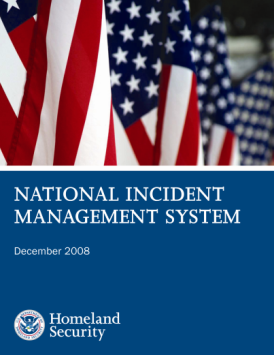 NATIONAL INCIDENT
MANAGEMENT SYSTEM
December 2008
Homeland
Security